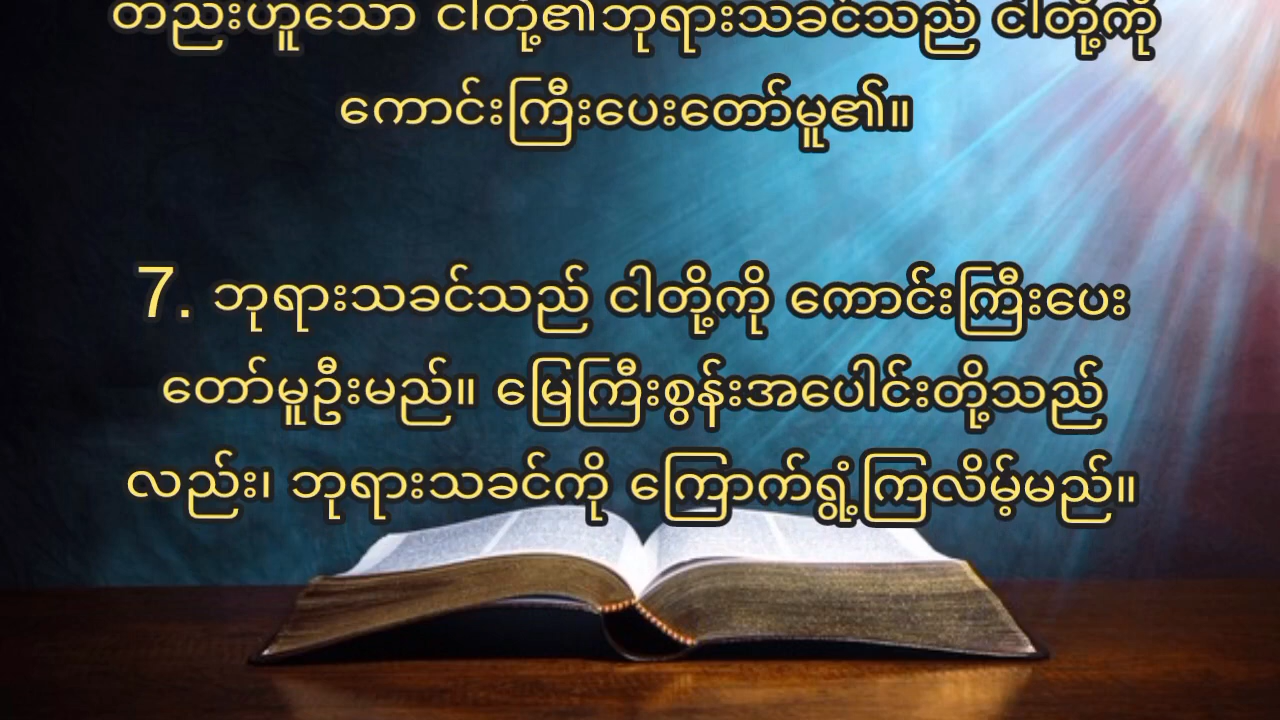 တည်းဟူသော ငါတို့၏ဘုရားသခင်သည် ငါတို့ကို
ကောင်းကြီးပေးတော်မူ၏။
7. ဘုရားသခင်သည် ငါတို့ကို ကောင်းကြီးပေး
တော်မူဦးမည်။ မြေကြီးစွန်းအပေါင်းတို့သည်
လည်း၊ ဘုရားသခင်ကို ကြောက်ရွံ့ကြလိမ့်မည်။